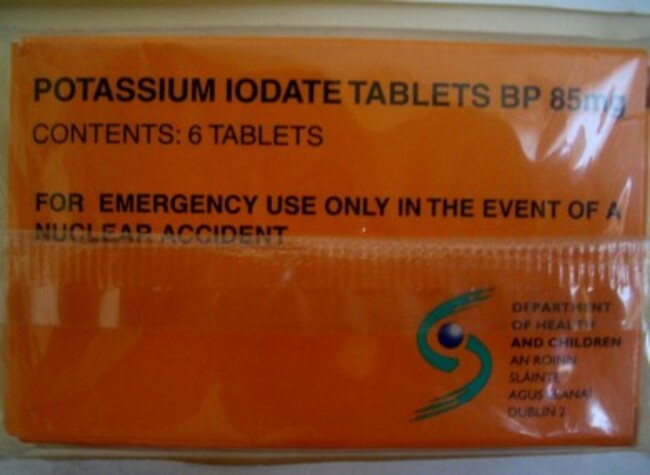 POTASSIUM IODATE TABLETS BP 85mg
CONTENTS: 6 TABLETS
FOR EMERGENCY USE ONLY IN THE EVENT OF A
NUCLEAR ACCIDENT
DEPARTMENT
OF HEALTH
AND CHILDREN
AN ROINN
SLÁINTE
AGUS LEANAÍ
DUBLIN 2